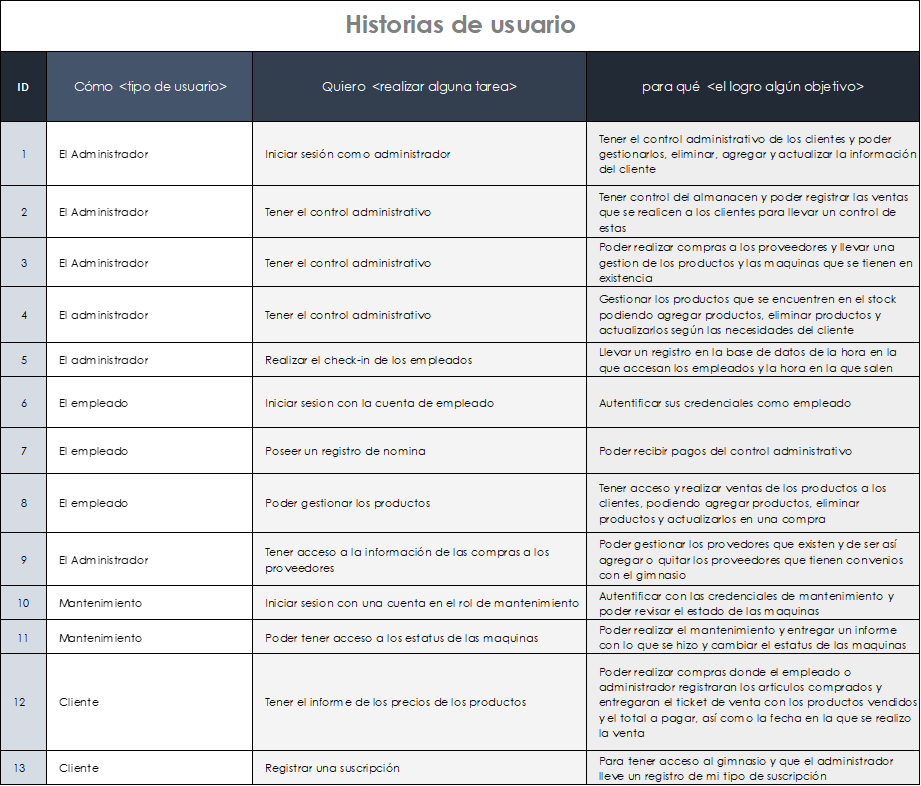 Historias de usuario
ID
Cómo <tipo de usuario>
Quiero <realizar alguna tarea>
para qué <el logro algún objetivo>
1
El Administrador
Iniciar sesión como administrador
Tener el control administrativo de los clientes y poder
gestionarlos, eliminar, agregar y actualizar la información
del cliente
2
El Administrador
Tener el control administrativo
Tener control del almanacen y poder registrar las ventas
que se realicen a los clientes para llevar un control de
estas
3
El Administrador
Tener el control administrativo
Poder realizar compras a los proveedores y llevar una
gestion de los productos y las maquinas que se tienen en
existencia
4
El administrador
Tener el control administrativo
Gestionar los productos que se encuentren en el stock
podiendo agregar productos, eliminar productos y
actualizarlos según las necesidades del cliente
5
El administrador
Realizar el check-in de los empleados
Llevar un registro en la base de datos de la hora en la
que accesan los empleados y la hora en la que salen
6
El empleado
Iniciar sesion con la cuenta de empleado
Autentificar sus credenciales como empleado
7
El empleado
Poseer un registro de nomina
Poder recibir pagos del control administrativo
8
El empleado
Poder gestionar los productos
Tener acceso y realizar ventas de los productos a los
clientes, podiendo agregar productos, eliminar
productos y actualizarlos en una compra
9
El Administrador
Tener acceso a la información de las compras a los
proveedores
Poder gestionar los provedores que existen y de ser así
agregar o quitar los proveedores que tienen convenios
con el gimnasio
10
Mantenimiento
Iniciar sesion con una cuenta en el rol de mantenimiento
Autentificar con las credenciales de mantenimiento y
poder revisar el estado de las maquinas
11
Mantenimiento
Poder tener acceso a los estatus de las maquinas
Poder realizar el mantenimiento y entregar un informe
con lo que se hizo y cambiar el estatus de las maquinas
12
Cliente
Tener el informe de los precios de los productos
Poder realizar compras donde el empleado o
administrador registraran los articulos comprados y
entregaran el ticket de venta con los productos vendidos
y el total a pagar, así como la fecha en la que se realizo
la venta
13
Cliente
Registrar una suscripción
Para tener acceso al gimnasio y que el administrador
lleve un registro de mi tipo de suscripción